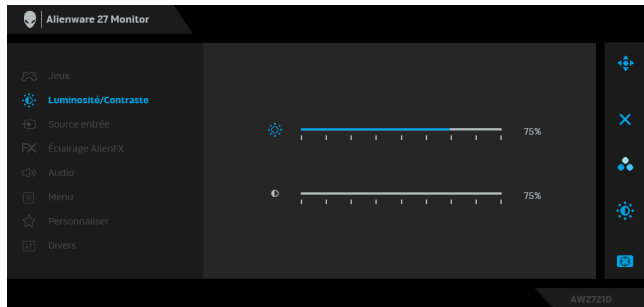 Alienware 27 Monitor
Jeux
Luminosité/Contraste
Source entrée
Éclairage AlienFX
Audio
Menu
Personnaliser
Divers
75%
75%
AW2721D